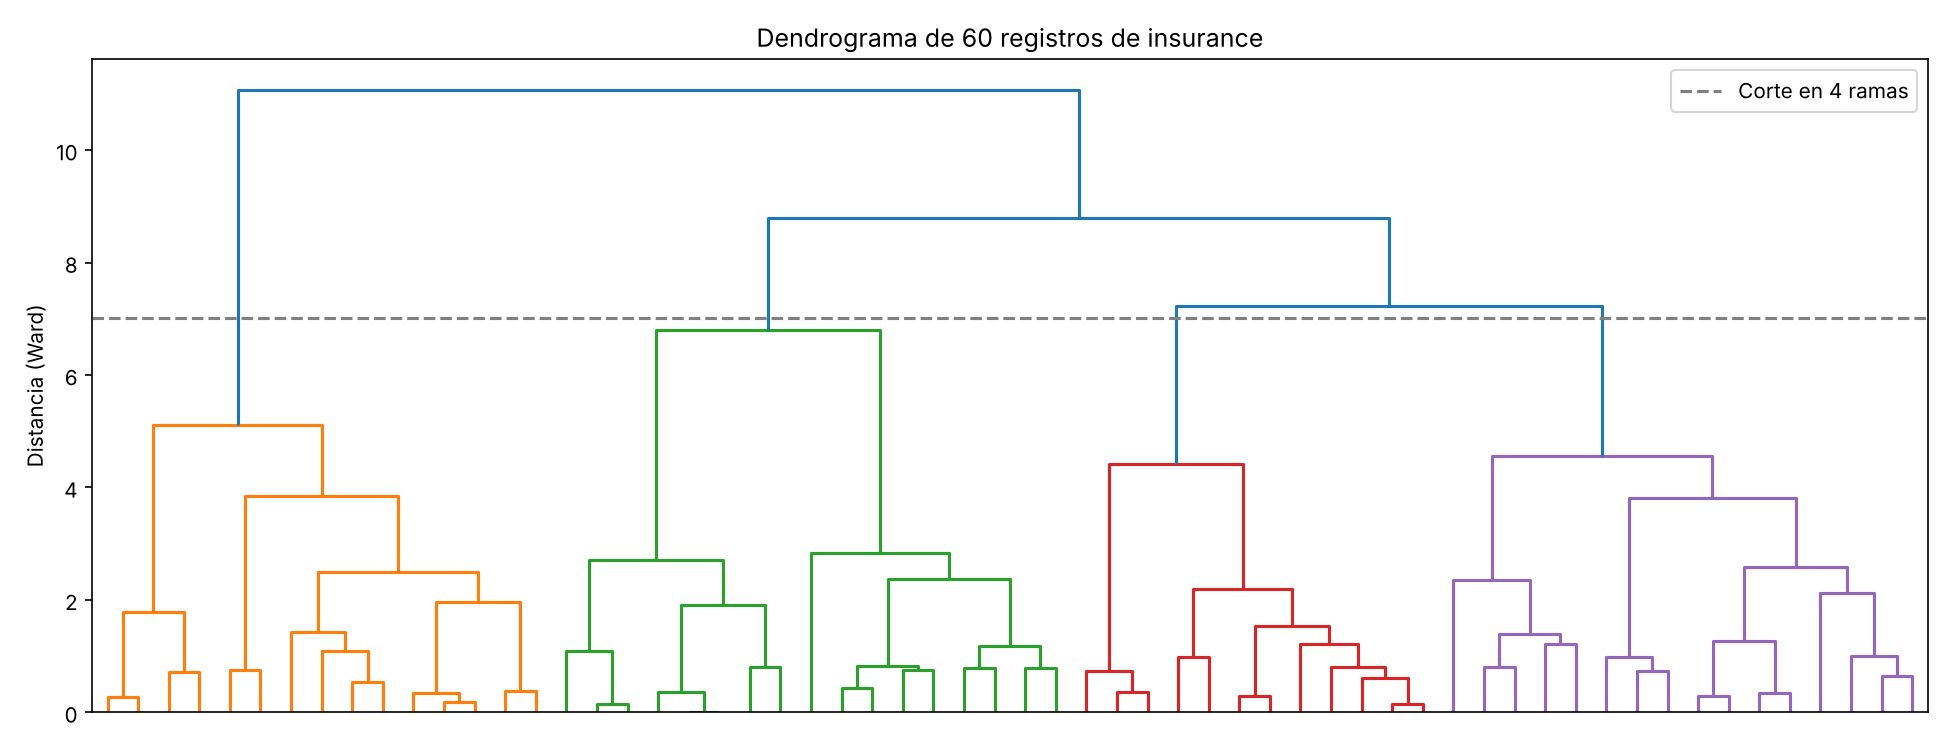 Dendrograma de 60 registros de insurance
Corte en 4 ramas
Distancia (Ward)
10
8
6
4
2
0